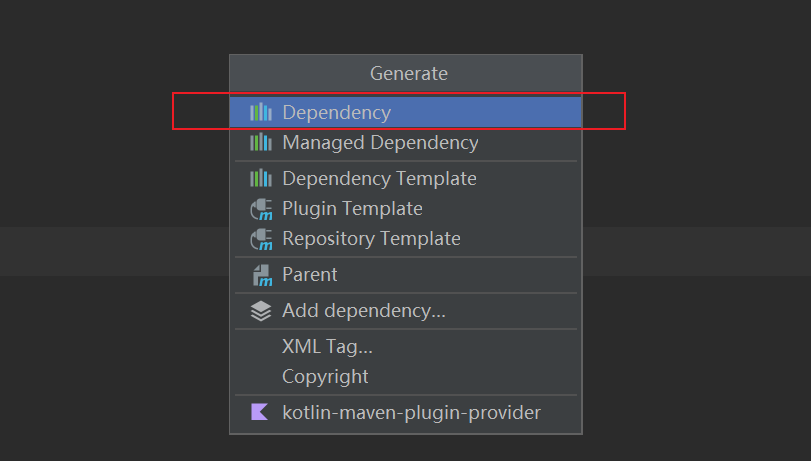 Generate
Dependency
Managed Dependency
Dependency Template
Plugin Template
Repository Template
Parent
Add dependency...
XML Tag...
Copyright
kotlin-maven-plugin-provider